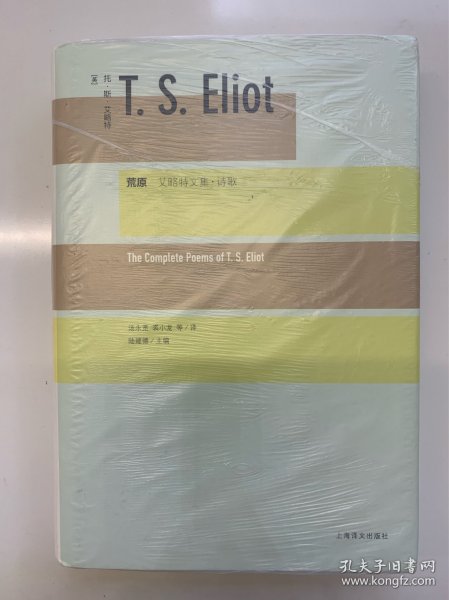 [英]
托·斯·艾略特
T. S. Eliot
荒原 艾略特文集·诗歌
The Complete Poems of T. S. Eliot
汤永宽 裘小龙 等/译
陆建德/主编
上海译文出版社
孔夫子旧书网
www.kongfz.com